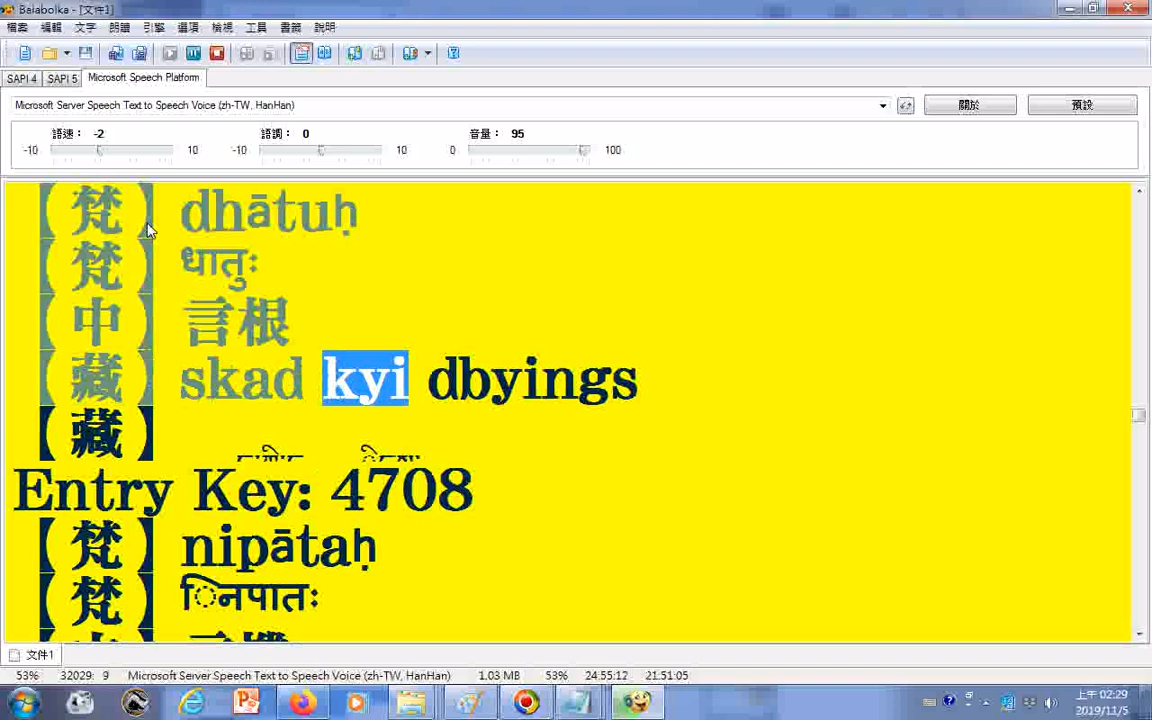 Balabolka - [文件1]
檔案 編輯 文字 朗讀 引擎 選項 檢視 工具 書籤 說明
SAPI 4 SAPI 5 Microsoft Speech Platform
Microsoft Server Speech Text to Speech Voice (zh-TW, HanHan) 關於 預設
語速： -2 語調： 0 音量： 95
-10 10 -10 10 0 100
【梵】 dhātuḥ
【梵】 धातुः
【中】 言根
【藏】 skad kyi dbyings
【藏】
Entry Key: 4708
【梵】 nipātaḥ
【梵】 िनपातः
文件1
53% 32029: 9 Microsoft Server Speech Text to Speech Voice (zh-TW, HanHan) 1.03 MB 53% 24:55:12 21:51:05
上午 02:29
2019/11/5